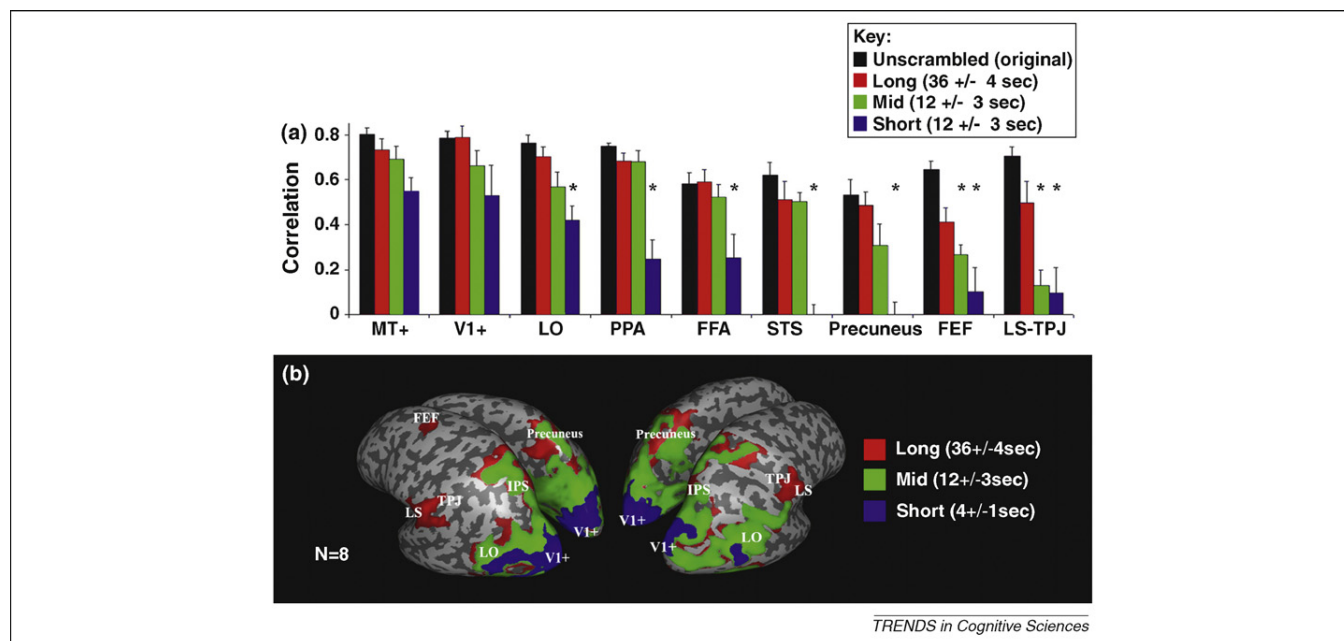 Key:
Unscrambled (original)
Long (36 +/- 4 sec)
Mid (12 +/- 3 sec)
Short (12 +/- 3 sec)
(a)
Correlation
0.8
0.6
0.4
0.2
0
* * * * * * * * *
MT+ V1+ LO PPA FFA STS Precuneus FEF LS-TPJ
(b)
FEF
Precuneus
IPS
TPJ
LS
LO
V1+
V1+
N=8
Precuneus
IPS
TPJ
LS
V1+
V1+
LO
Long (36+/-4sec)
Mid (12+/-3sec)
Short (4+/-1sec)
TRENDS in Cognitive Sciences